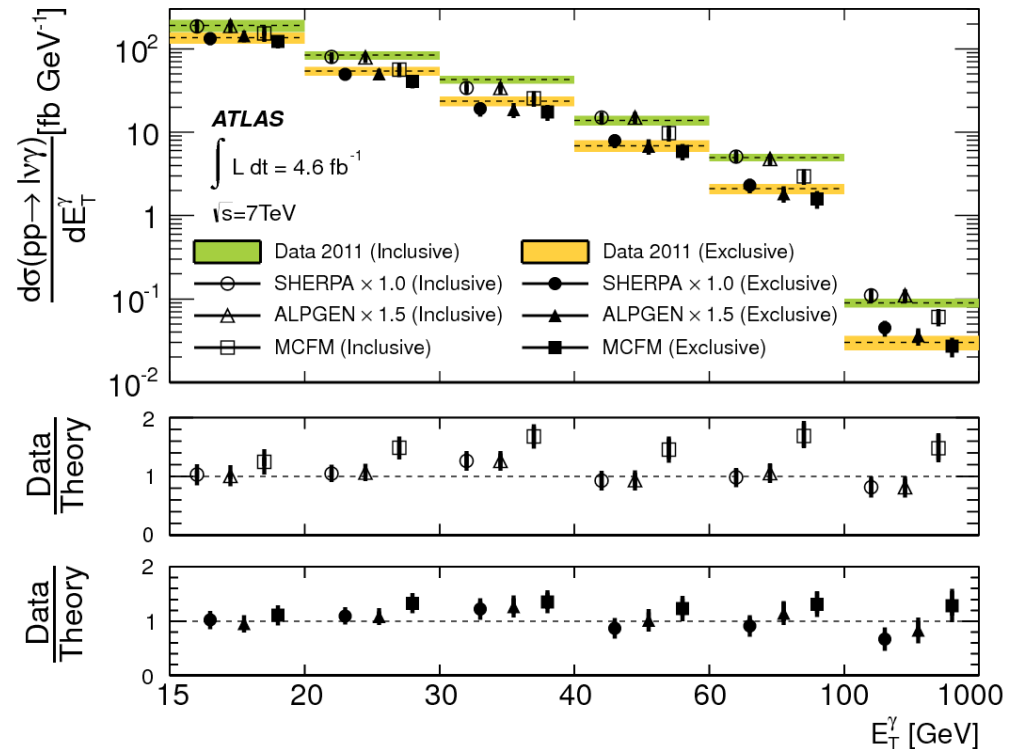 dσ(pp→ lνγ)
dE_T^γ
[fb GeV⁻¹]
10²
10
1
10⁻¹
10⁻²
ATLAS
∫ L dt = 4.6 fb⁻¹
√s=7TeV
Data 2011 (Inclusive)
Data 2011 (Exclusive)
SHERPA × 1.0 (Inclusive)
SHERPA × 1.0 (Exclusive)
ALPGEN × 1.5 (Inclusive)
ALPGEN × 1.5 (Exclusive)
MCFM (Inclusive)
MCFM (Exclusive)
Data
Theory
2
1
0
Data
Theory
2
1
0
15 20 30 40 60 100 1000
E_T^γ [GeV]